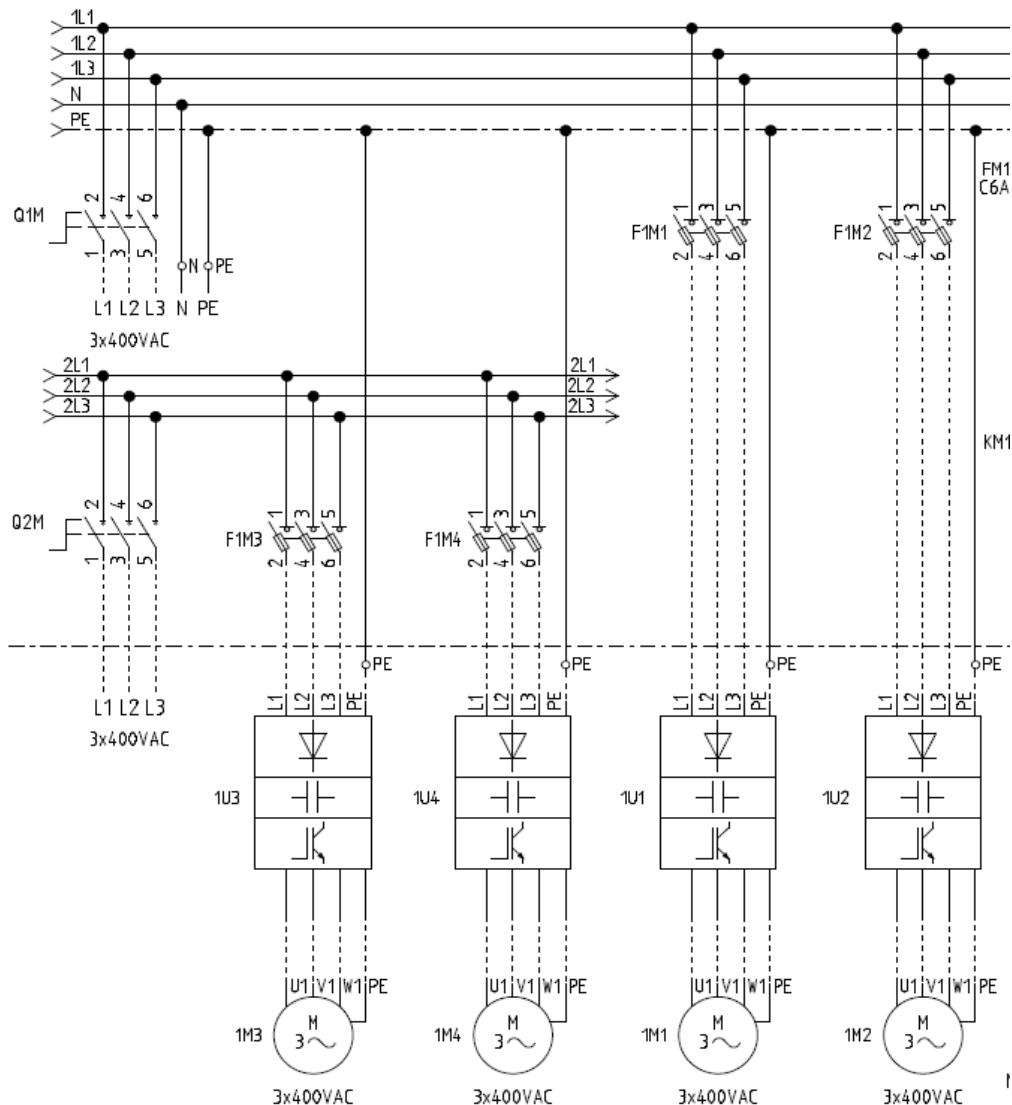 1L1
1L2
1L3
N
PE
FM1
C6A
Q1M
2 4 6
1 3 5
F1M1
1 3 5
2 4 6
F1M2
1 3 5
2 4 6
N PE
L1 L2 L3 N PE
3x400VAC
2L1 2L1
2L2 2L2
2L3 2L3
KM1
Q2M
2 4 6
1 3 5
F1M3
1 3 5
2 4 6
F1M4
1 3 5
2 4 6
PE PE PE PE
L1 L2 L3
3x400VAC
L1 L2 L3 PE L1 L2 L3 PE L1 L2 L3 PE L1 L2 L3 PE
1U3 1U4 1U1 1U2
U1 V1 W1 PE U1 V1 W1 PE U1 V1 W1 PE U1 V1 W1 PE
1M3 M 3 1M4 M 3 1M1 M 3 1M2 M 3
3x400VAC 3x400VAC 3x400VAC 3x400VAC